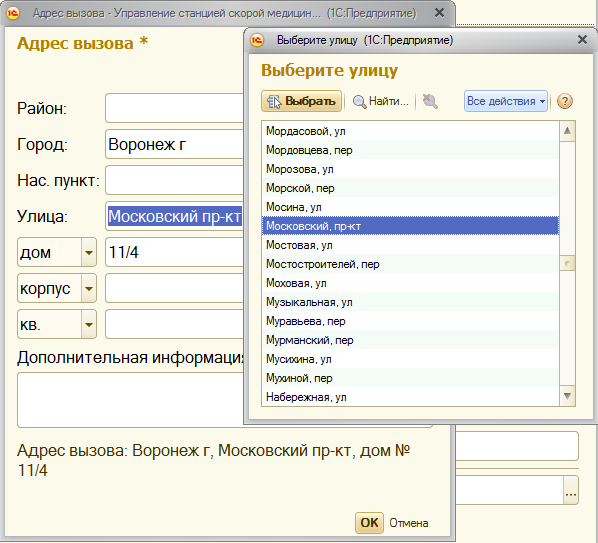 Адрес вызова - Управление станцией скорой медицин... (1С:Предприятие)
Адрес вызова *
Район:
Город: Воронеж г
Нас. пункт:
Улица: Московский пр-кт
дом 11/4
корпус
кв.
Дополнительная информация
Адрес вызова: Воронеж г, Московский пр-кт, дом №
11/4
ОК Отмена
Выберите улицу (1С:Предприятие)
Выберите улицу
Выбрать Найти... Все действия ?
Мордасовой, ул
Мордовцева, пер
Морозова, ул
Морской, пер
Мосина, ул
Московский, пр-кт
Мостовая, ул
Мостостроителей, пер
Моховая, ул
Музыкальная, ул
Муравьева, пер
Мурманский, пер
Мусихина, ул
Мухиной, пер
Набережная, ул
...